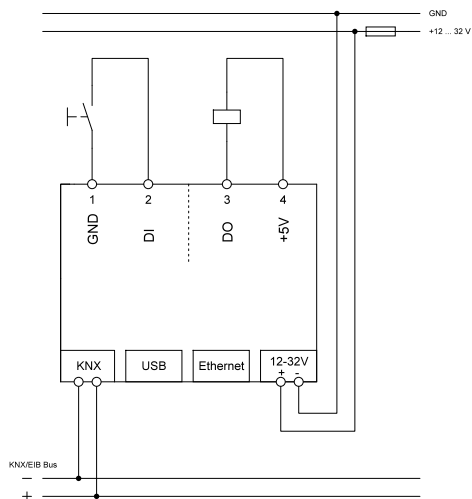 GND
+12 ... 32 V
1 2 3 4
GND DI DO +5V
KNX USB Ethernet 12-32V
+ -
KNX/EIB Bus
−
+